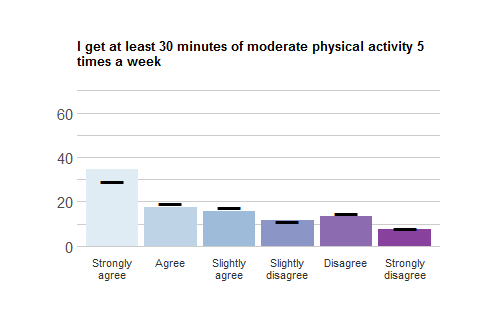 I get at least 30 minutes of moderate physical activity 5
times a week
60
40
20
0
Strongly
agree
Agree
Slightly
agree
Slightly
disagree
Disagree
Strongly
disagree